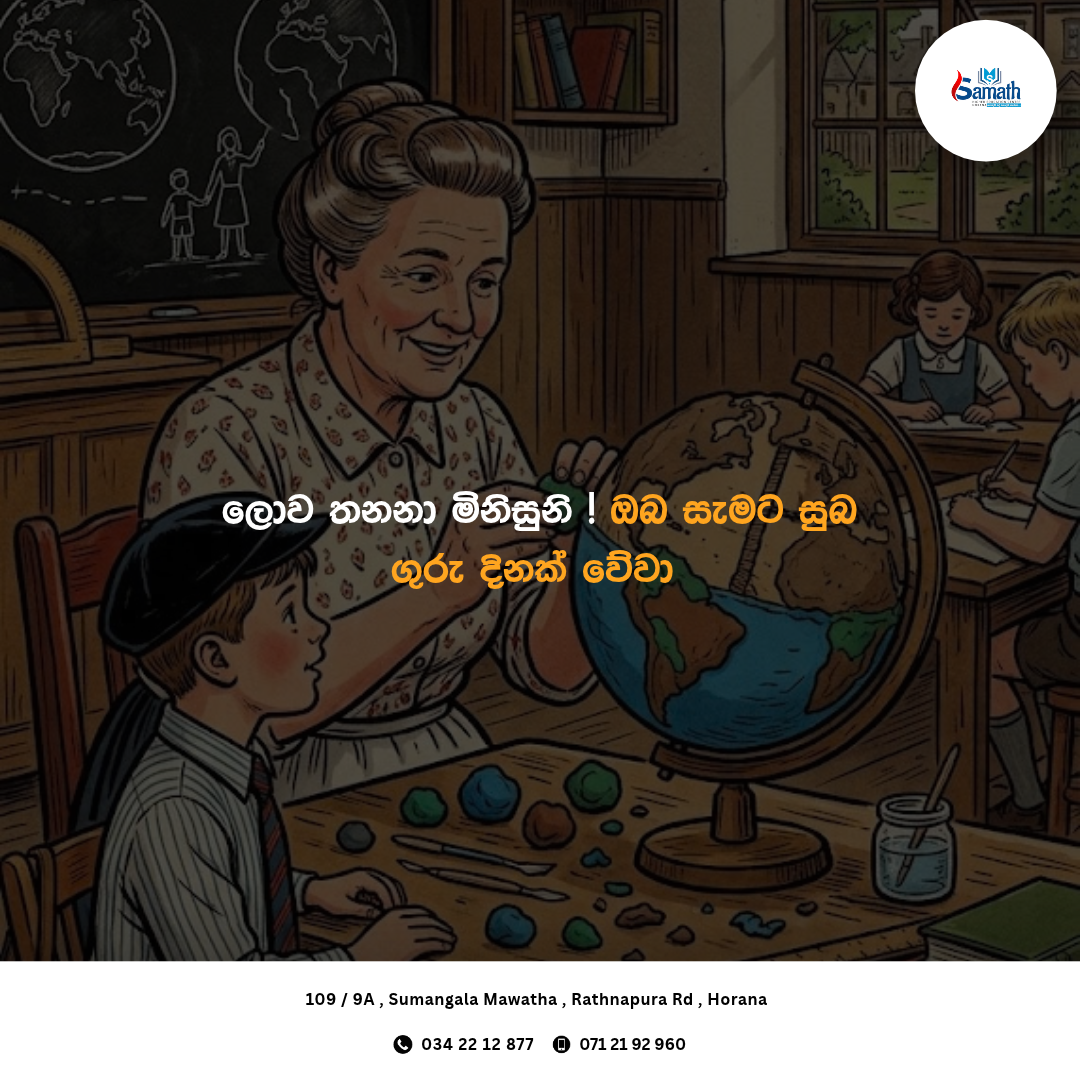 Samath
ලොව තනනා මිනිසුනි ! ඔබ සැමට සුබ
ගුරු දිනක් වේවා
109 / 9A , Sumangala Mawatha , Rathnapura Rd , Horana
034 22 12 877 071 21 92 960